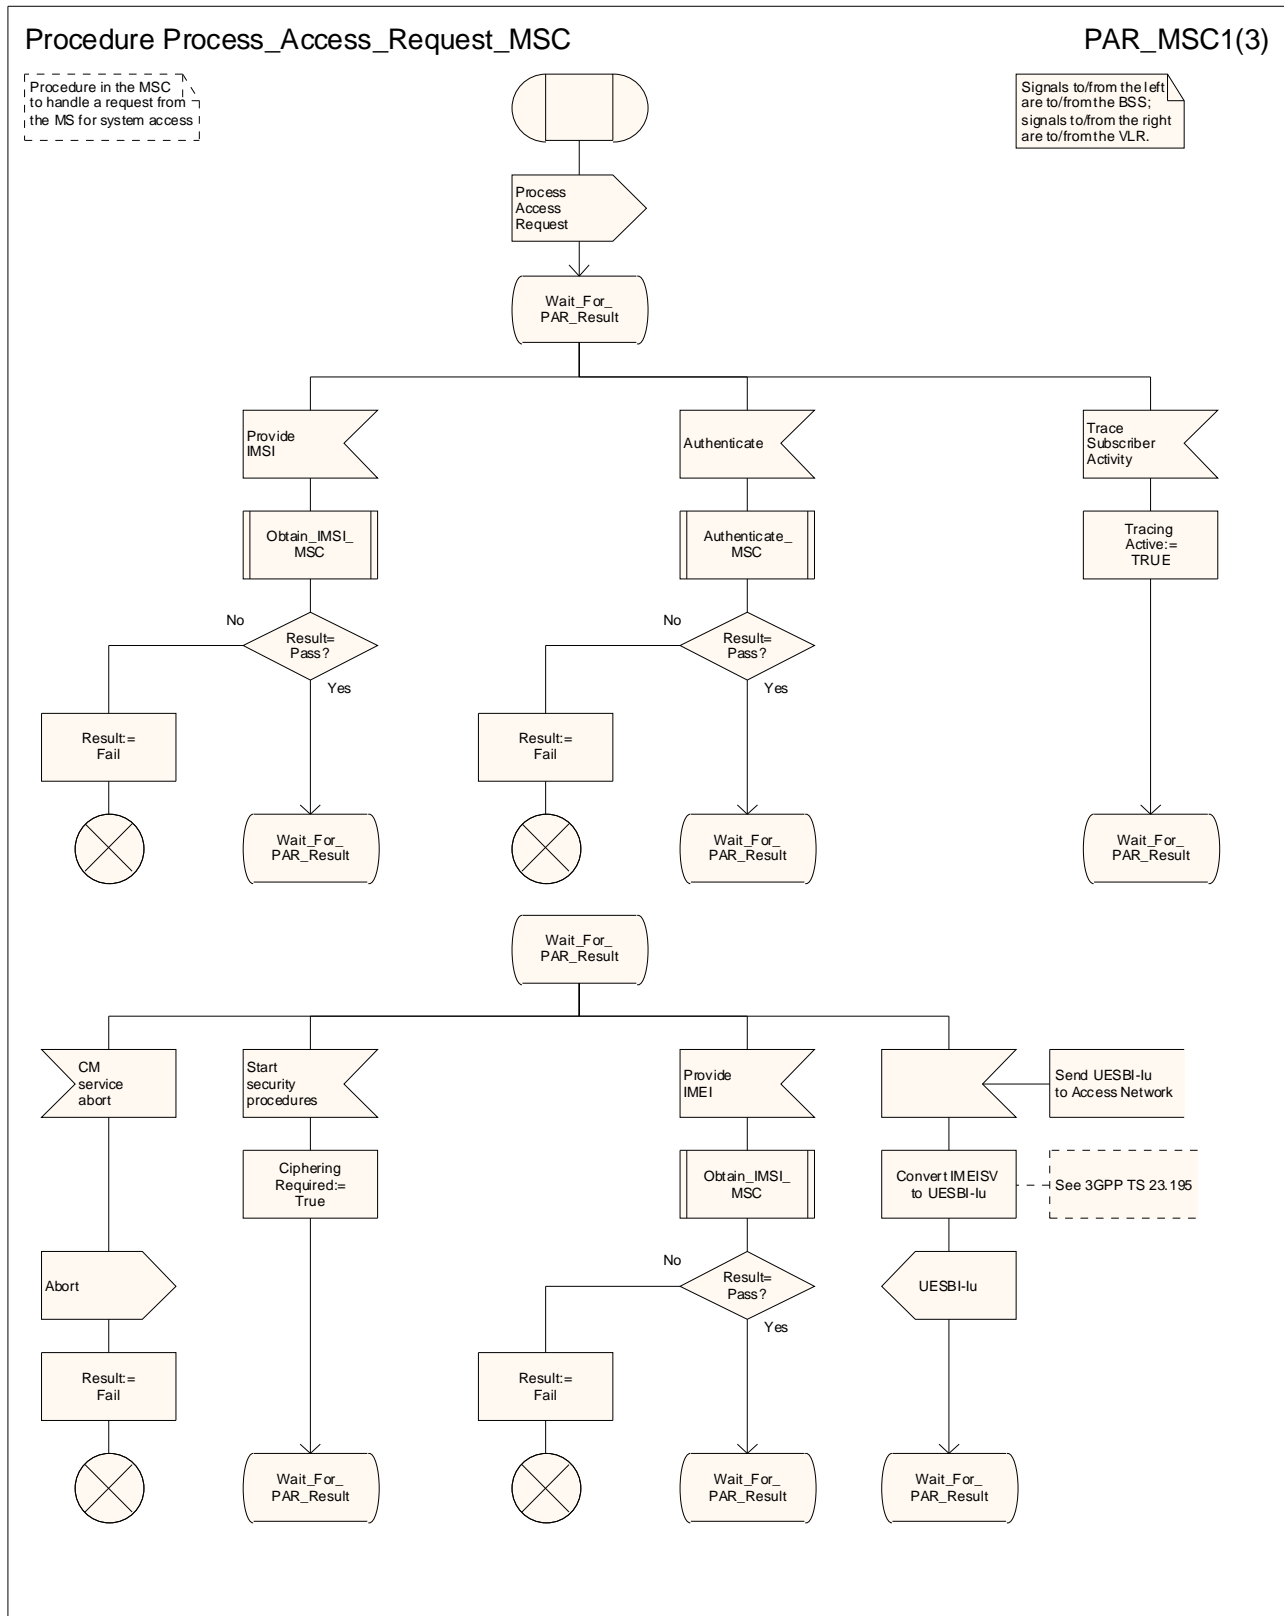 Procedure Process_Access_Request_MSC
PAR_MSC1(3)
Procedure in the MSC
to handle a request from
the MS for system access
Signals to/from the left
are to/from the BSS;
signals to/from the right
are to/from the VLR.
Process
Access
Request
Wait_For_
PAR_Result
Provide
IMSI
Authenticate
Trace
Subscriber
Activity
Obtain_IMSI_
MSC
Authenticate_
MSC
Tracing
Active:=
TRUE
No
Result=
Pass?
Yes
No
Result=
Pass?
Yes
Result:=
Fail
Result:=
Fail
Wait_For_
PAR_Result
Wait_For_
PAR_Result
Wait_For_
PAR_Result
Wait_For_
PAR_Result
CM
service
abort
Start
security
procedures
Provide
IMEI
Send UESBI-Iu
to Access Network
Ciphering
Required:=
True
Obtain_IMSI_
MSC
Convert IMEISV
to UESBI-Iu
See 3GPP TS 23.195
Abort
No
Result=
Pass?
Yes
UESBI-Iu
Result:=
Fail
Result:=
Fail
Wait_For_
PAR_Result
Wait_For_
PAR_Result
Wait_For_
PAR_Result